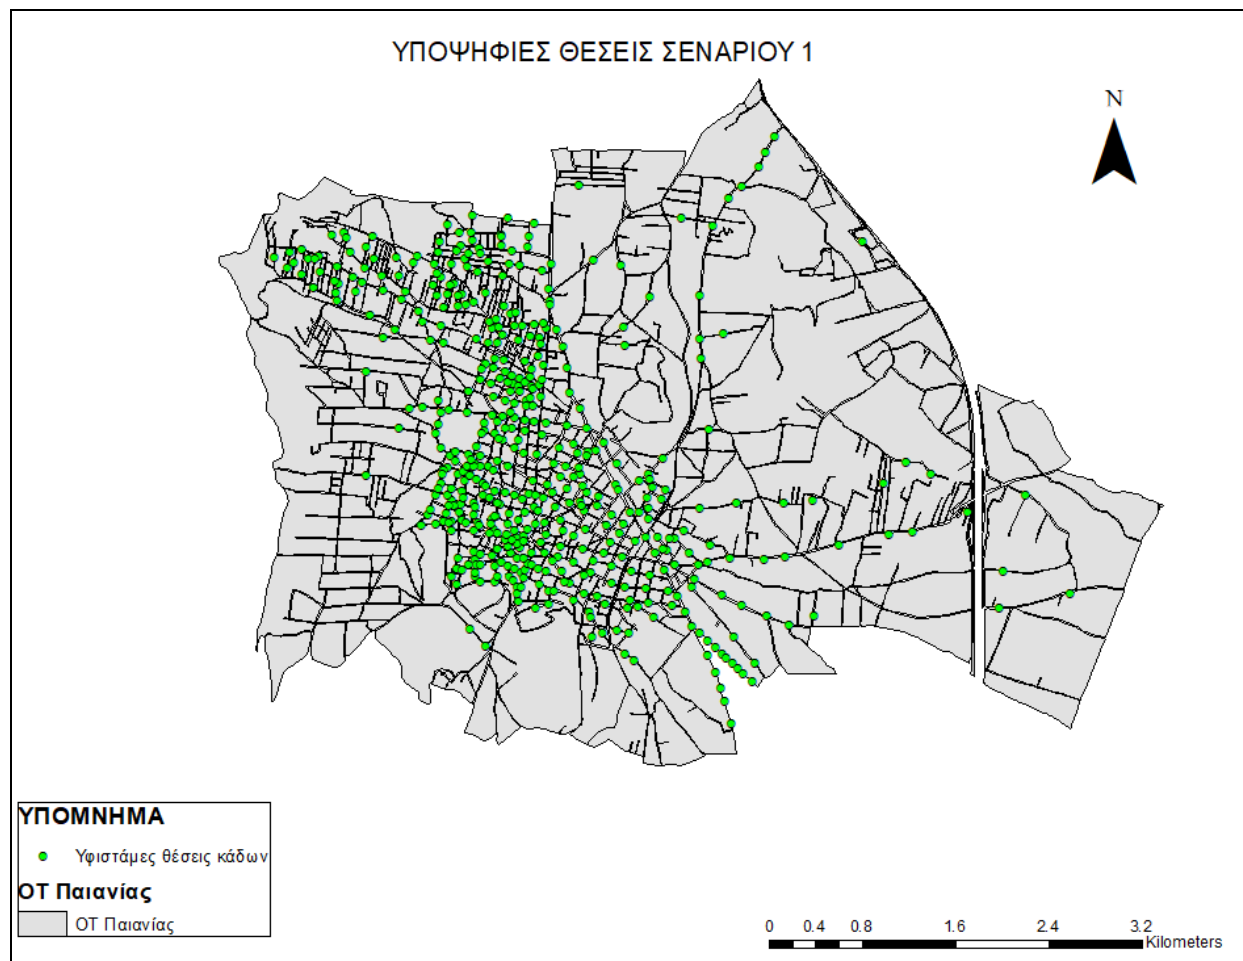 ΥΠΟΨΗΦΙΕΣ ΘΕΣΕΙΣ ΣΕΝΑΡΙΟΥ 1
N
ΥΠΟΜΝΗΜΑ
Υφιστάμες θέσεις κάδων
ΟΤ Παιανίας
ΟΤ Παιανίας
0 0.4 0.8 1.6 2.4 3.2
Kilometers